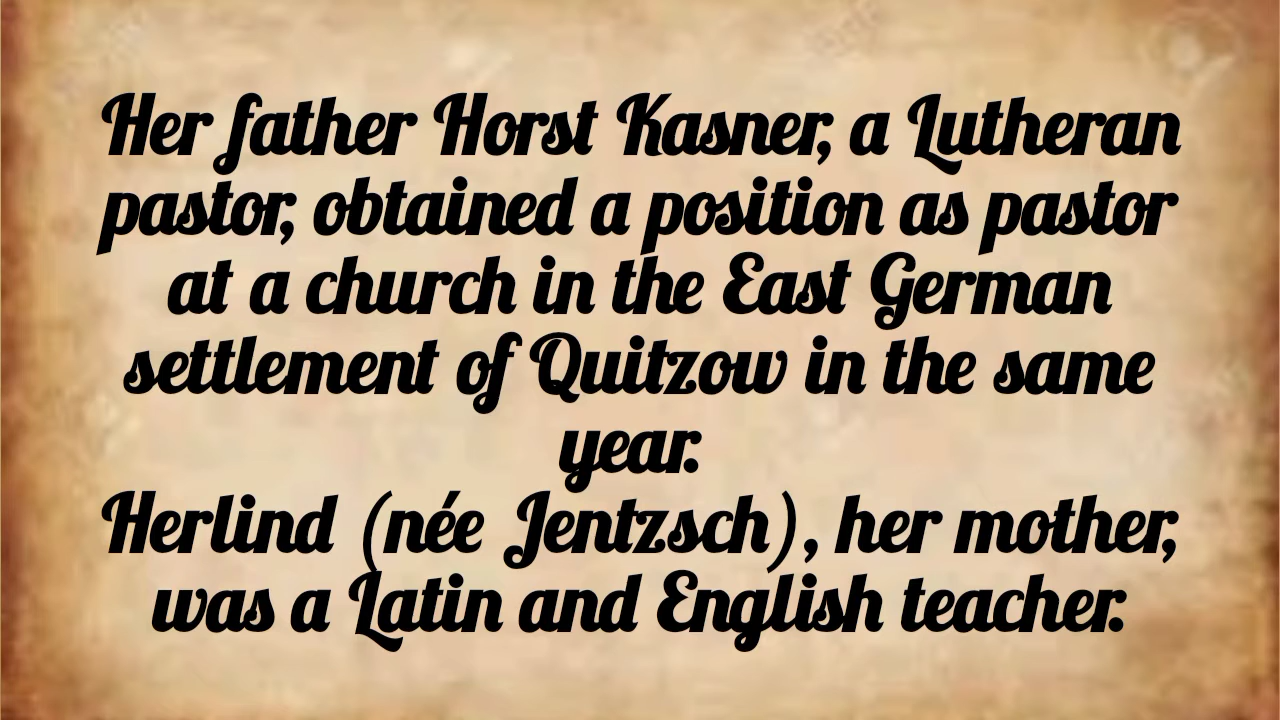 Her father Horst Kasner, a Lutheran
pastor, obtained a position as pastor
at a church in the East German
settlement of Quitzow in the same
year.
Herlind (née Jentzsch), her mother,
was a Latin and English teacher.